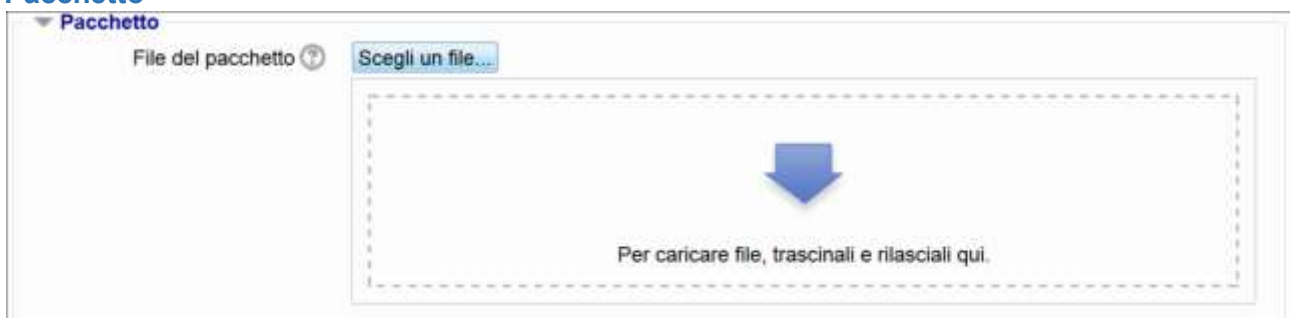 Pacchetto
Pacchetto
File del pacchetto ?
Scegli un file...
Per caricare file, trascinali e rilasciali qui.